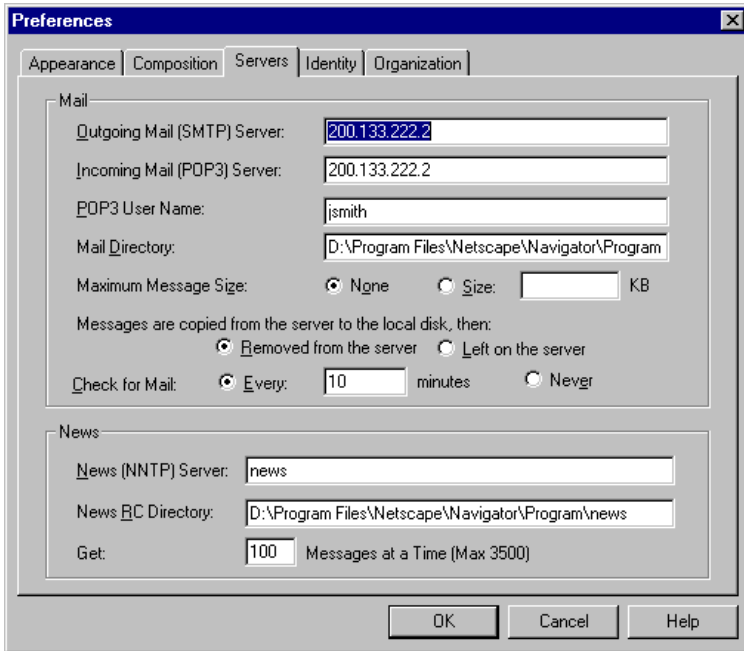 Preferences
Appearance Composition Servers Identity Organization
Mail
Outgoing Mail (SMTP) Server: 200.133.222.2
Incoming Mail (POP3) Server: 200.133.222.2
POP3 User Name: jsmith
Mail Directory: D:\Program Files\Netscape\Navigator\Program
Maximum Message Size: None Size: KB
Messages are copied from the server to the local disk, then:
Removed from the server Left on the server
Check for Mail: Every: 10 minutes Never
News
News (NNTP) Server: news
News RC Directory: D:\Program Files\Netscape\Navigator\Program\news
Get: 100 Messages at a Time (Max 3500)
OK Cancel Help